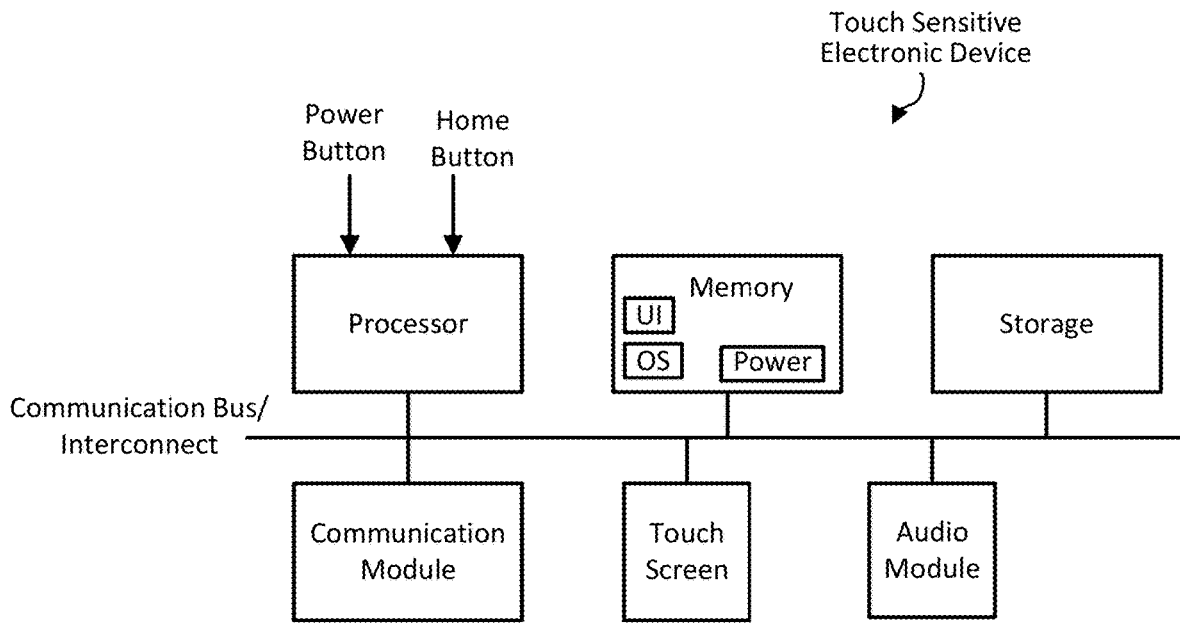 Touch Sensitive
Electronic Device
Power
Button
Home
Button
Processor
Memory
UI
OS
Power
Storage
Communication Bus/
Interconnect
Communication
Module
Touch
Screen
Audio
Module